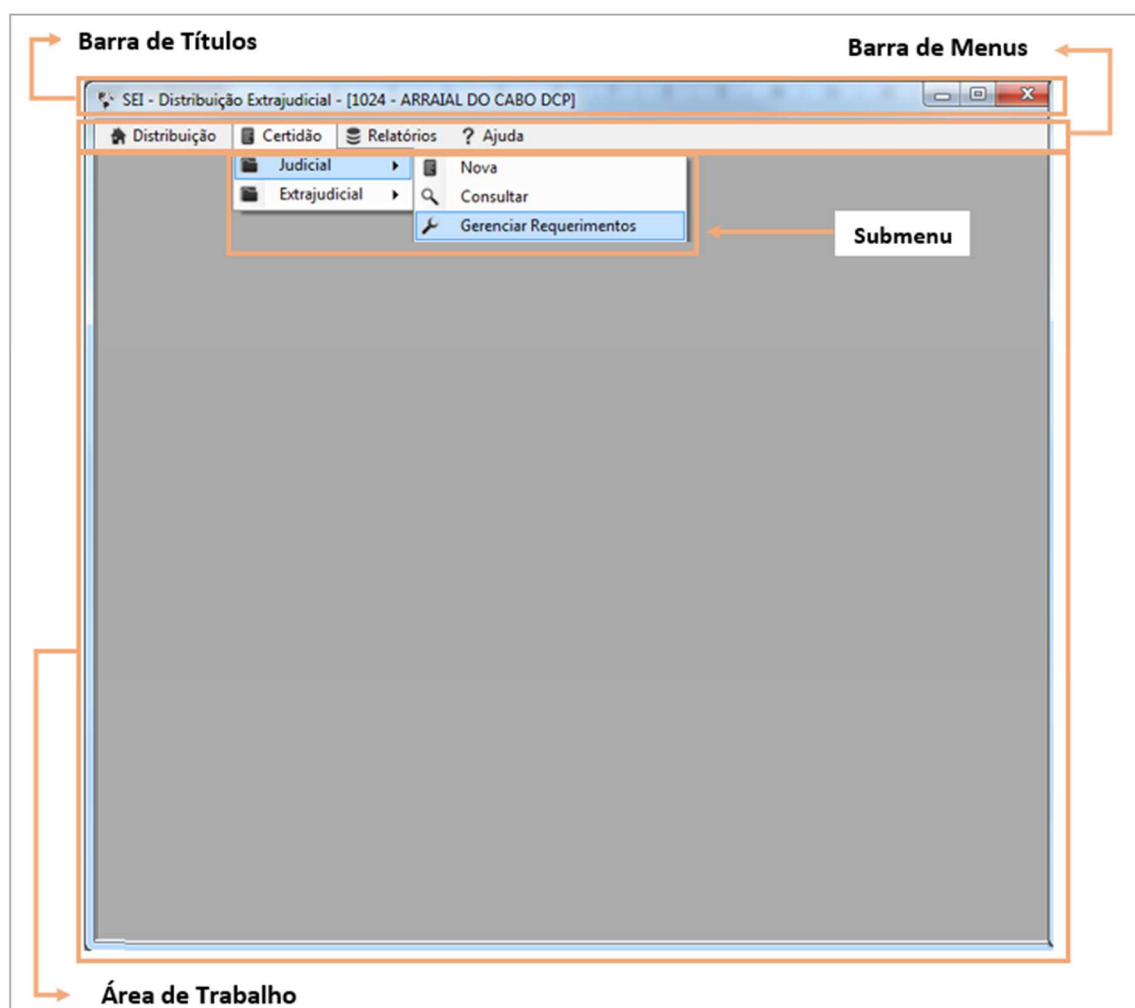 Barra de Títulos
Barra de Menus
SEI - Distribuição Extrajudicial - [1024 - ARRAIAL DO CABO DCP]
Distribuição Certidão Relatórios ? Ajuda
Judicial Nova
Extrajudicial Consultar
Gerenciar Requerimentos
Submenu
Área de Trabalho